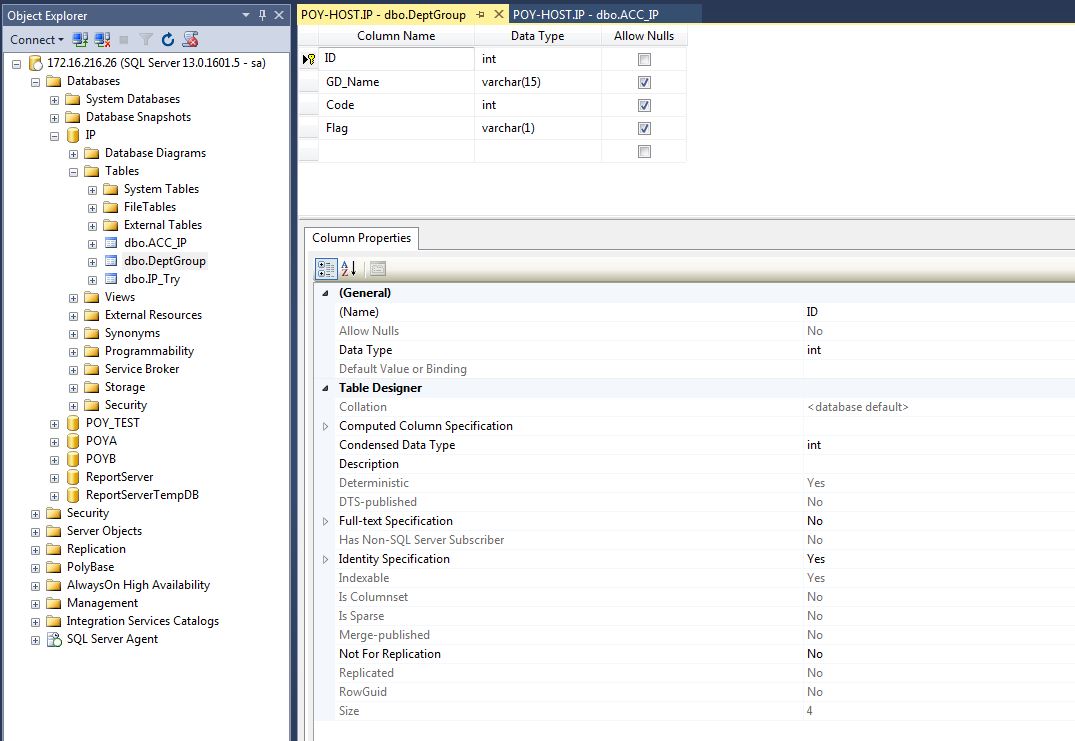 Object Explorer
Connect
172.16.216.26 (SQL Server 13.0.1601.5 - sa)
Databases
System Databases
Database Snapshots
IP
Database Diagrams
Tables
System Tables
FileTables
External Tables
dbo.ACC_IP
dbo.DeptGroup
dbo.IP_Try
Views
External Resources
Synonyms
Programmability
Service Broker
Storage
Security
POY_TEST
POYA
POYB
ReportServer
ReportServerTempDB
Security
Server Objects
Replication
PolyBase
AlwaysOn High Availability
Management
Integration Services Catalogs
SQL Server Agent
POY-HOST.IP - dbo.DeptGroup POY-HOST.IP - dbo.ACC_IP
Column Name Data Type Allow Nulls
ID int
GD_Name varchar(15)
Code int
Flag varchar(1)
Column Properties
(General)
(Name) ID
Allow Nulls No
Data Type int
Default Value or Binding
Table Designer
Collation <database default>
Computed Column Specification
Condensed Data Type int
Description
Deterministic Yes
DTS-published No
Full-text Specification No
Has Non-SQL Server Subscriber No
Identity Specification Yes
Indexable Yes
Is Columnset No
Is Sparse No
Merge-published No
Not For Replication No
Replicated No
RowGuid No
Size 4